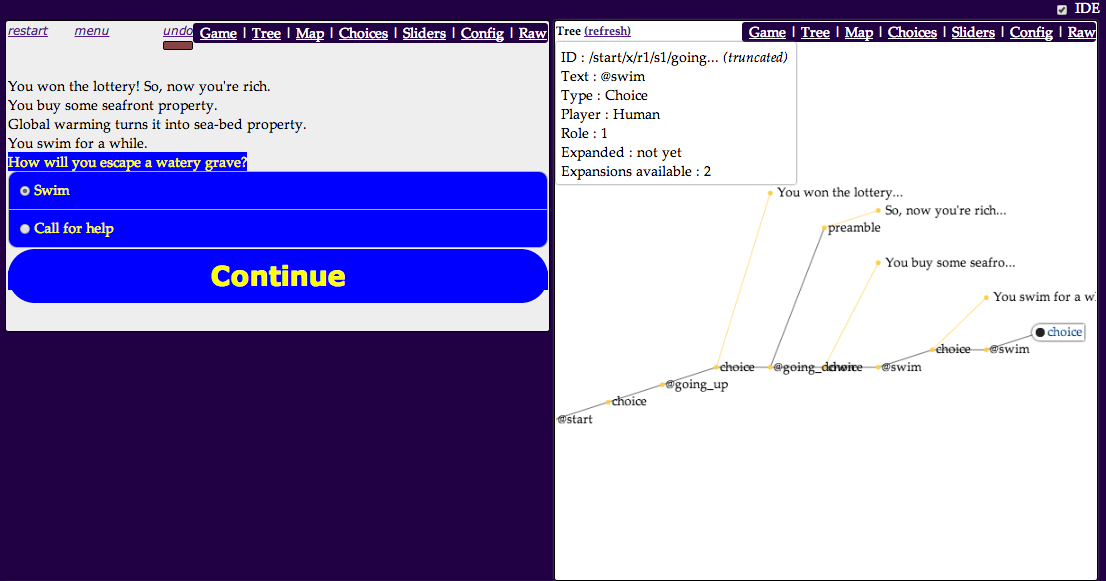 IDE
restart menu undo Game | Tree | Map | Choices | Sliders | Config | Raw
You won the lottery! So, now you're rich.
You buy some seafront property.
Global warming turns it into sea-bed property.
You swim for a while.
How will you escape a watery grave?
Swim
Call for help
Continue
Tree (refresh) Game | Tree | Map | Choices | Sliders | Config | Raw
ID : /start/x/r1/s1/going... (truncated)
Text : @swim
Type : Choice
Player : Human
Role : 1
Expanded : not yet
Expansions available : 2
You won the lottery...
So, now you're rich...
preamble
You buy some seafro...
You swim for a wh
choice
choice @swim
choice @going_down choice @swim
@going_up
choice
@start